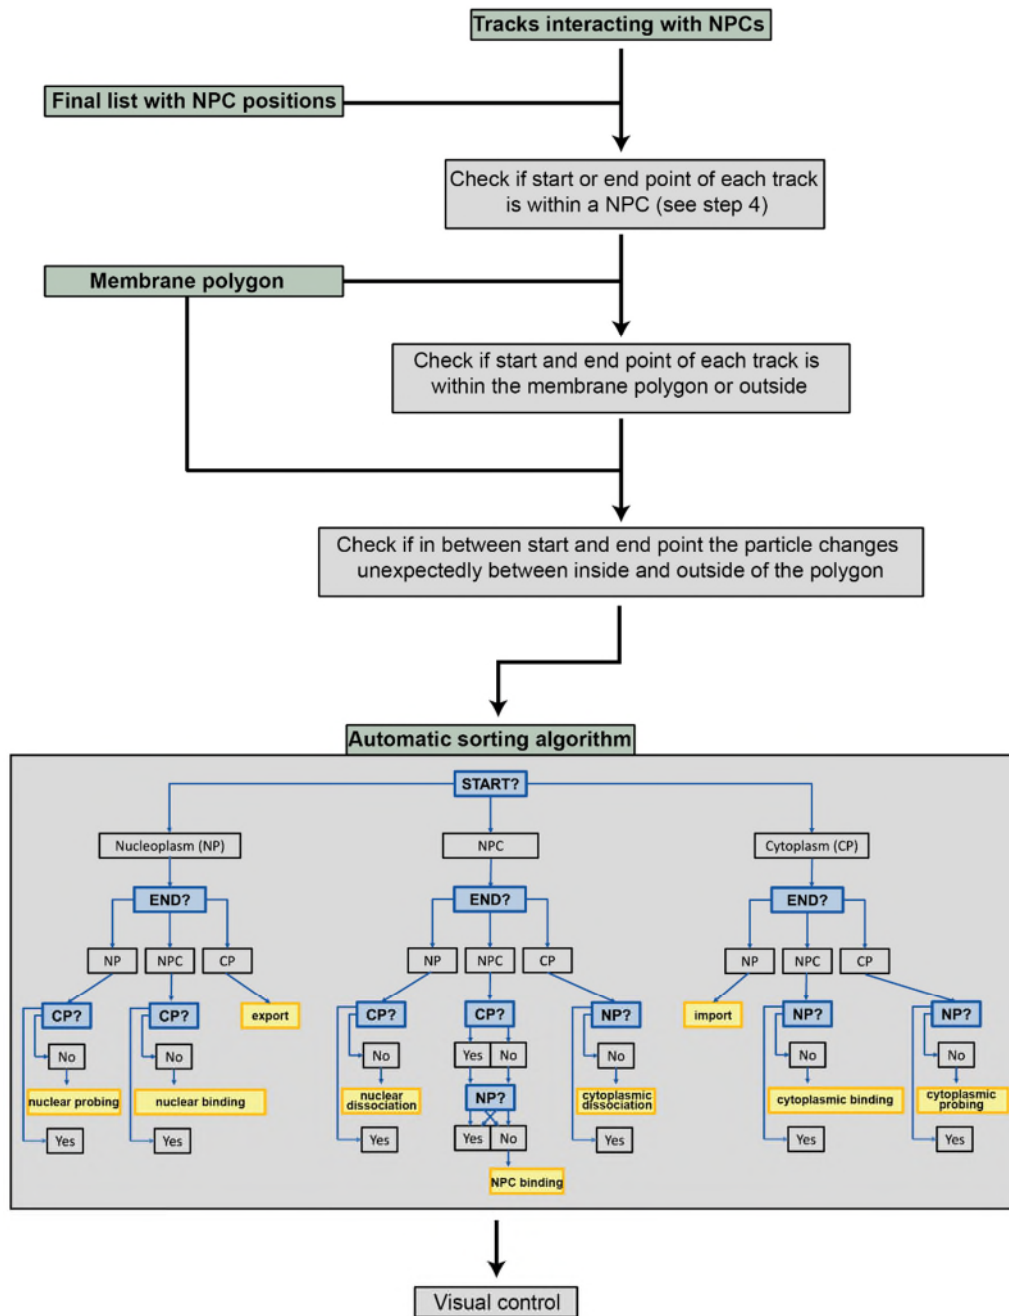 Tracks interacting with NPCs
Final list with NPC positions
Check if start or end point of each track
is within a NPC (see step 4)
Membrane polygon
Check if start and end point of each track is
within the membrane polygon or outside
Check if in between start and end point the particle changes
unexpectedly between inside and outside of the polygon
Automatic sorting algorithm
START?
Nucleoplasm (NP)
NPC
Cytoplasm (CP)
END?
END?
END?
NP
NPC
CP
NP
NPC
CP
NP
NPC
CP
CP?
CP?
export
CP?
CP?
NP?
import
NP?
NP?
No
No
No
Yes
No
No
No
No
nuclear probing
nuclear binding
nuclear
dissociation
NP?
cytoplasmic
dissociation
cytoplasmic binding
cytoplasmic
probing
Yes
Yes
Yes
Yes
No
Yes
Yes
Yes
NPC binding
Visual control